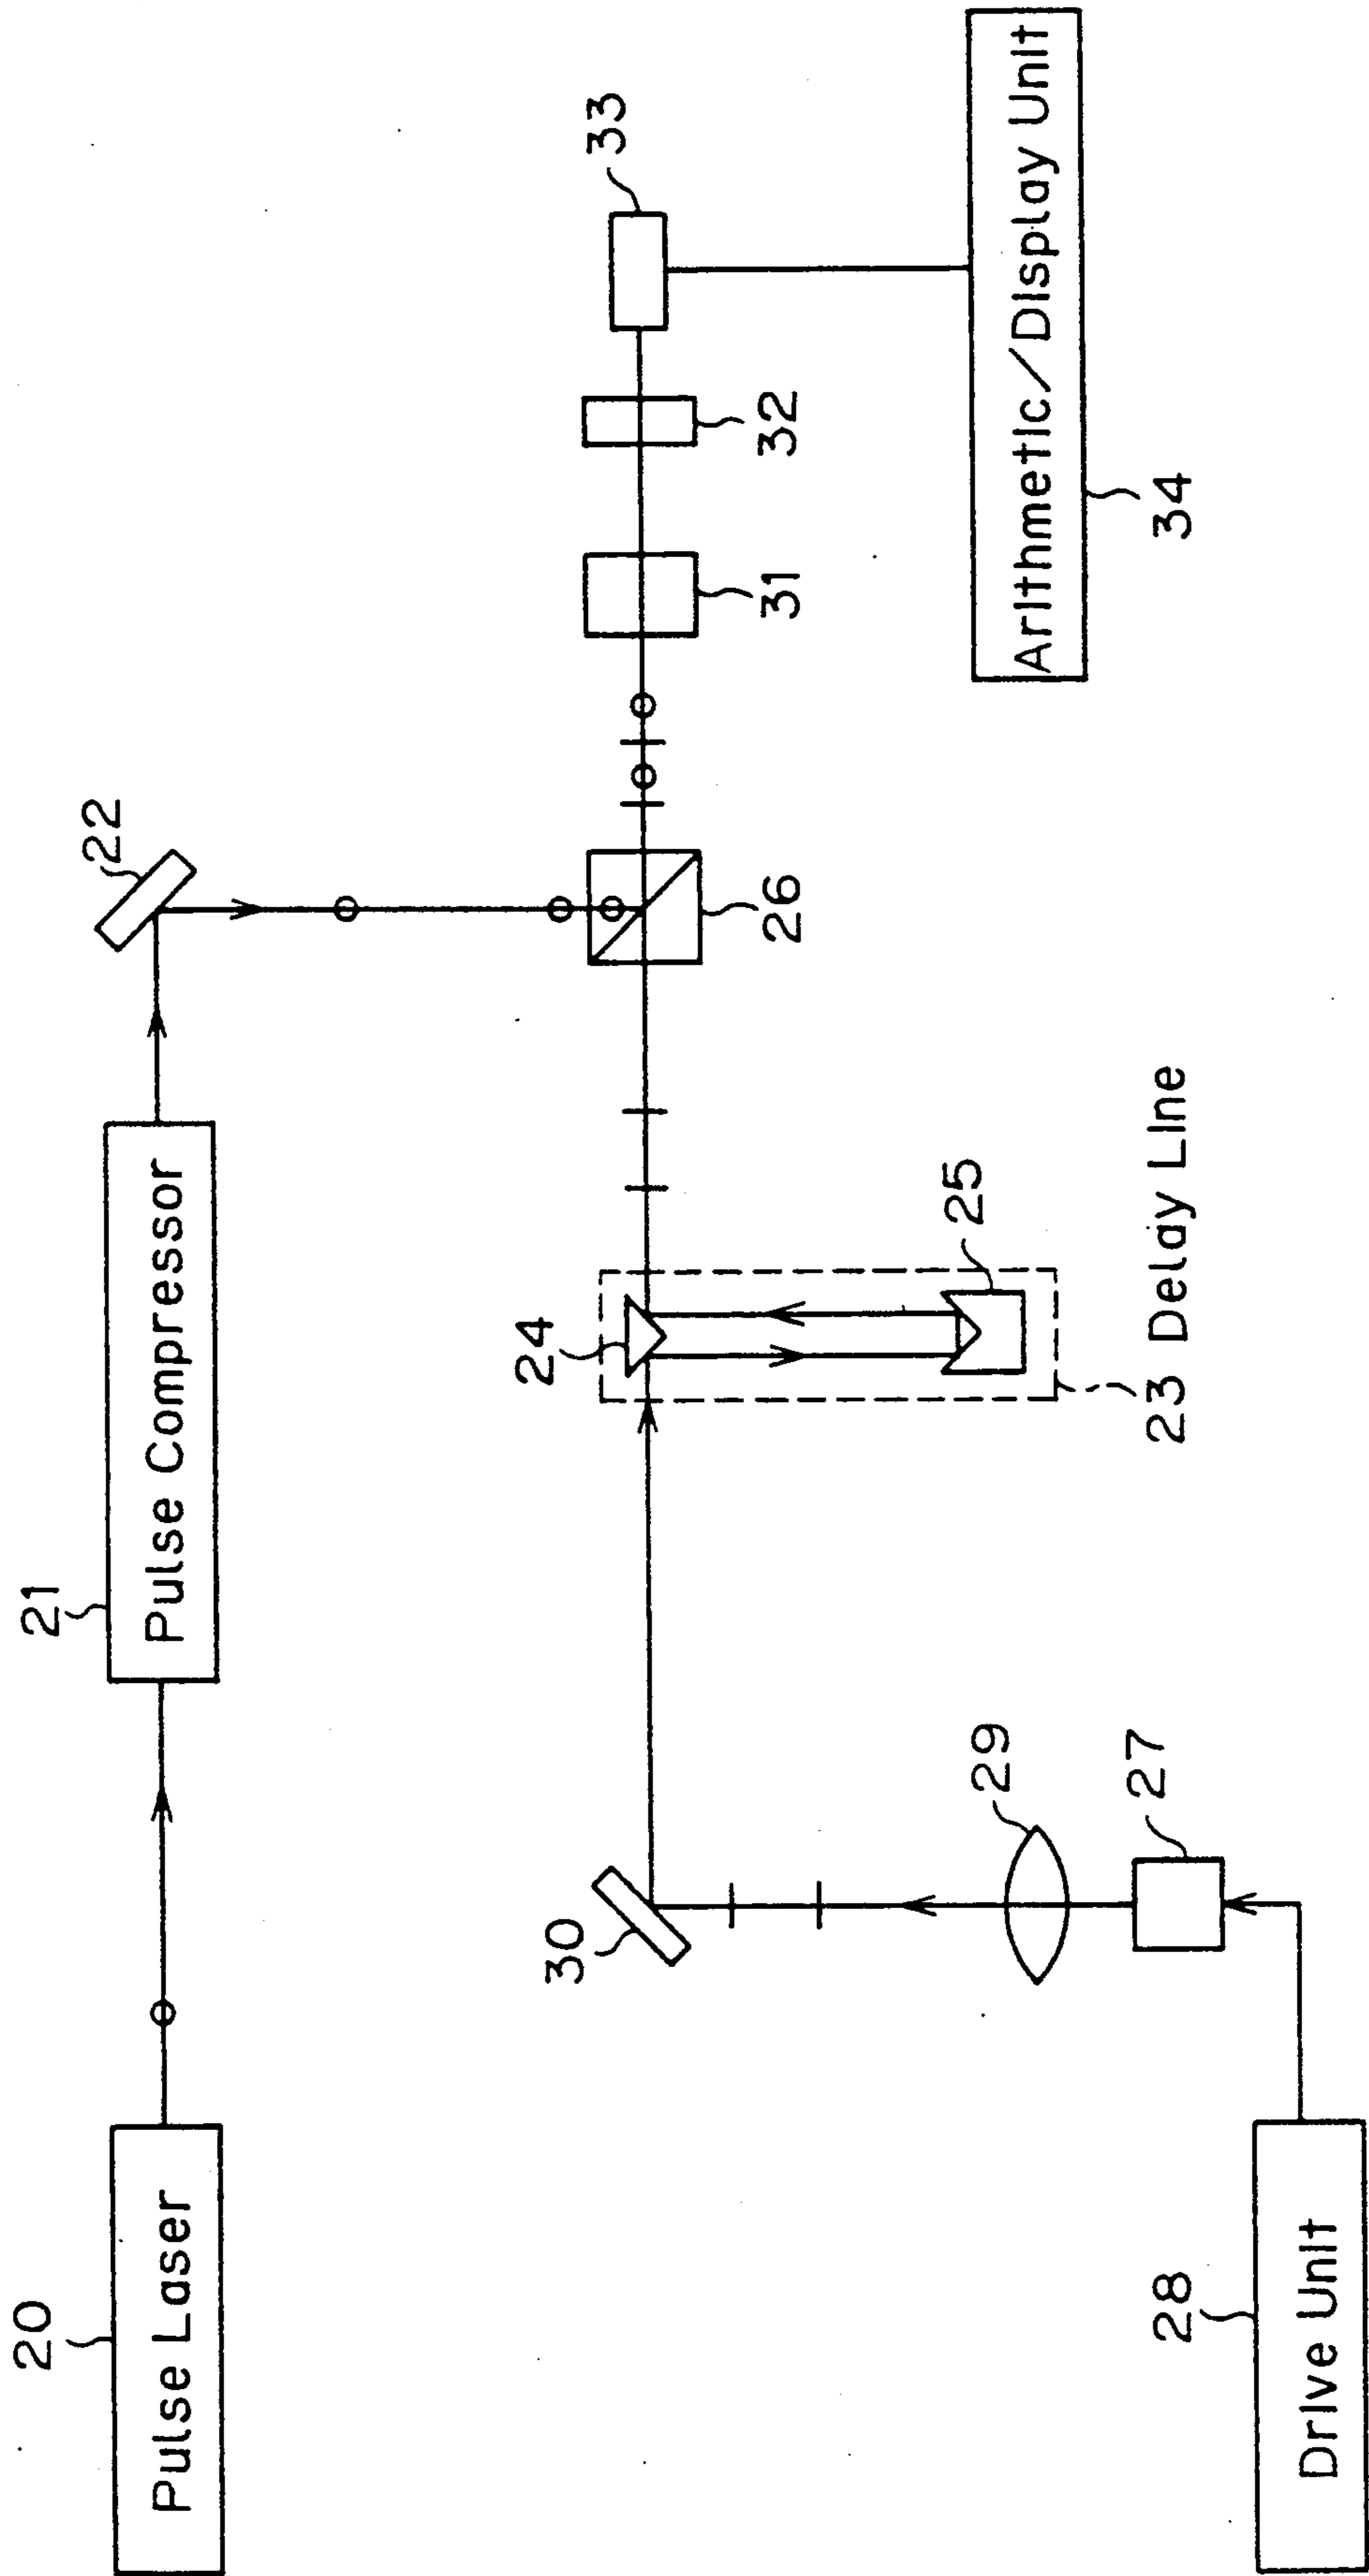 20
Pulse Laser
21
Pulse Compressor
22
30
24
25
23 Delay Line
26
31
32
33
29
27
28
Drive Unit
34
Arithmetic/Display Unit